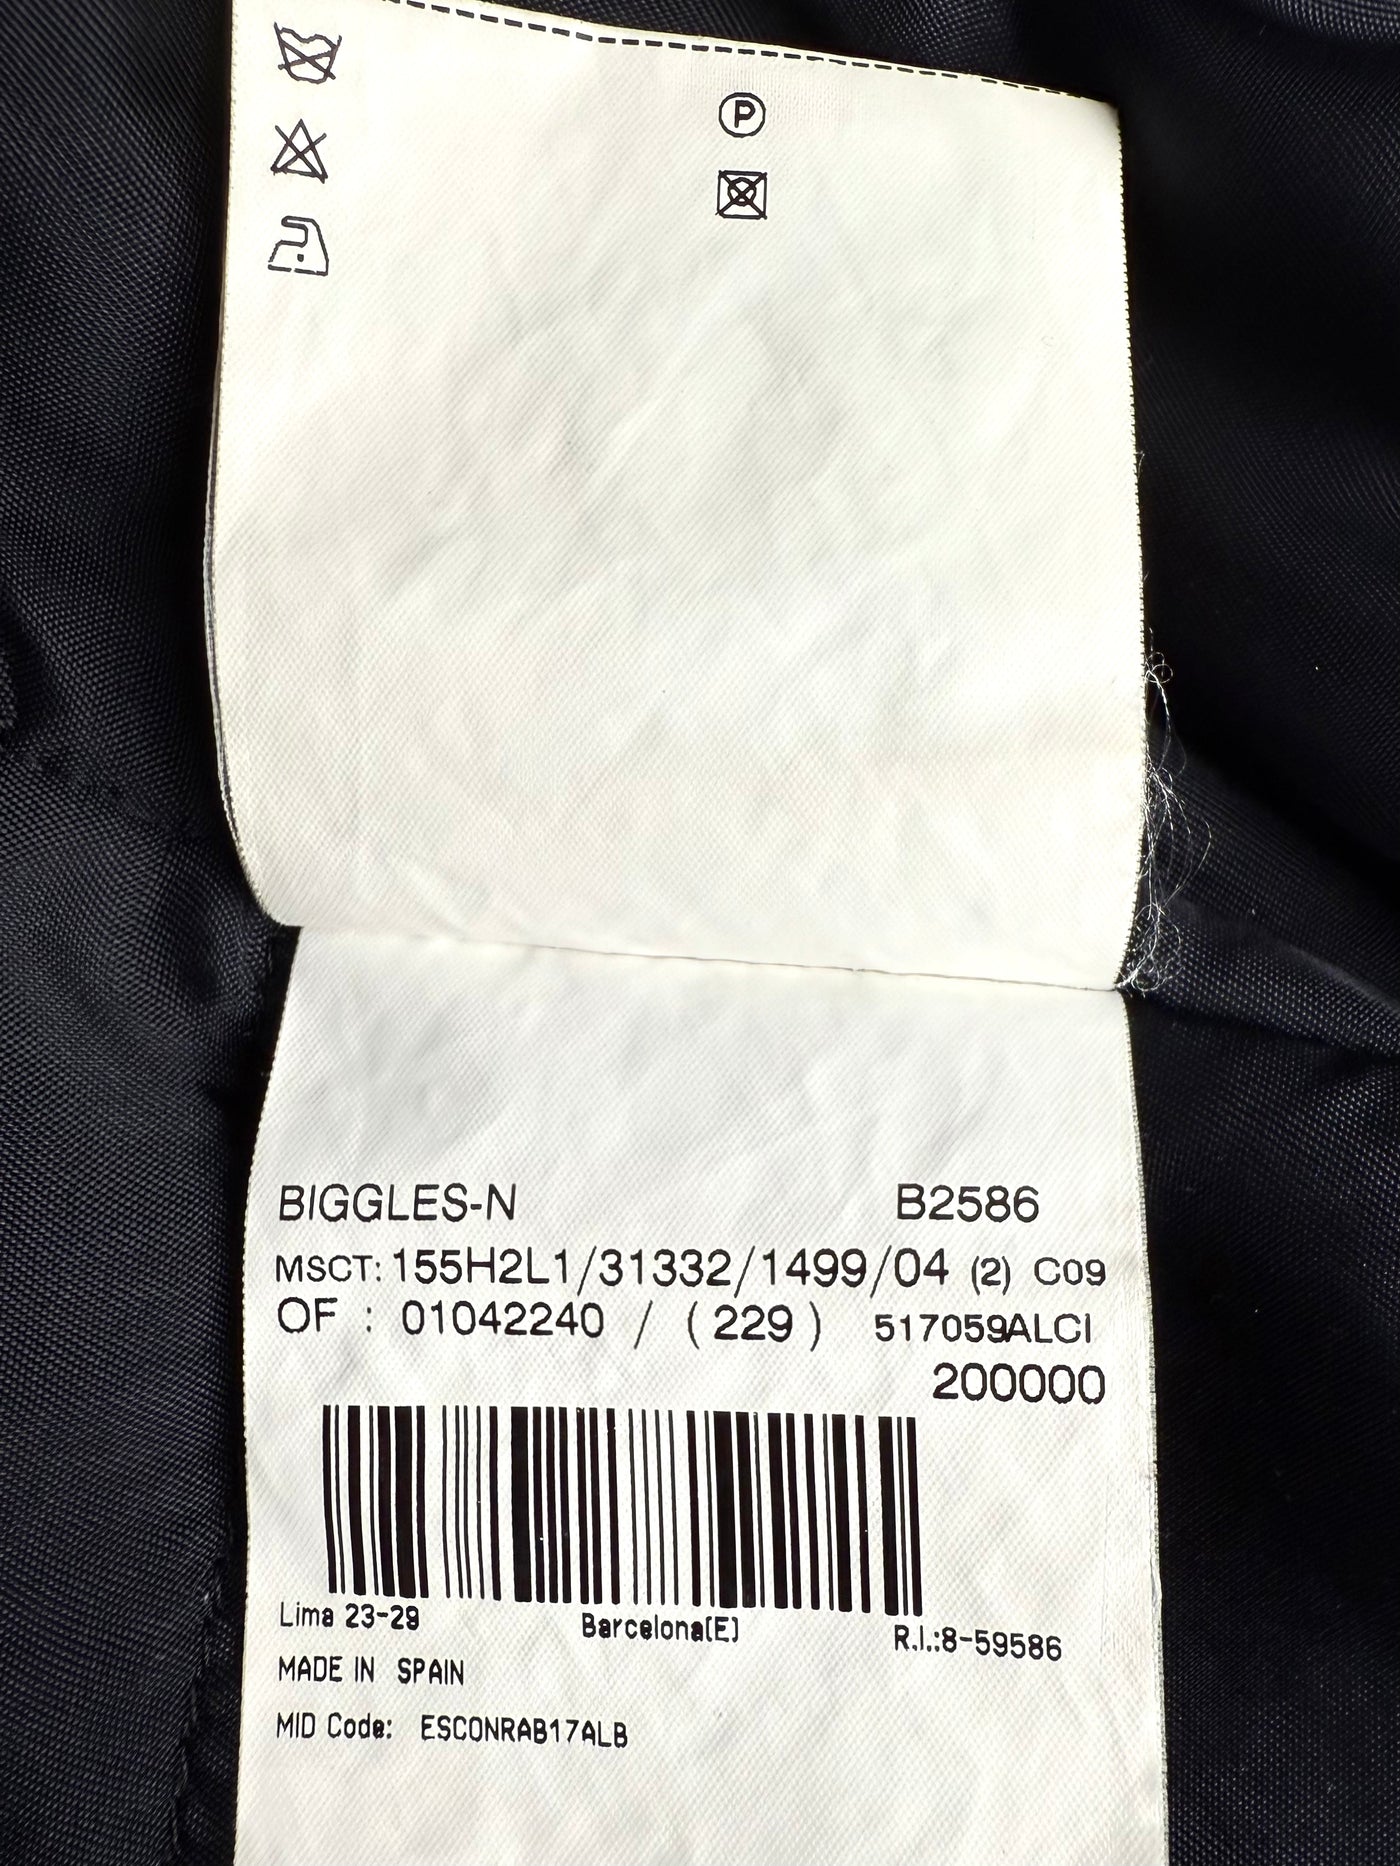 P
BIGGLES-N B2586
MSCT: 155H2L1/31332/1499/04 (2) C09
OF : 01042240 / ( 229 ) 517059ALCI
200000
Lima 23-29 Barcelona(E) R.I.:8-59586
MADE IN SPAIN
MID Code: ESCONRAB17ALB